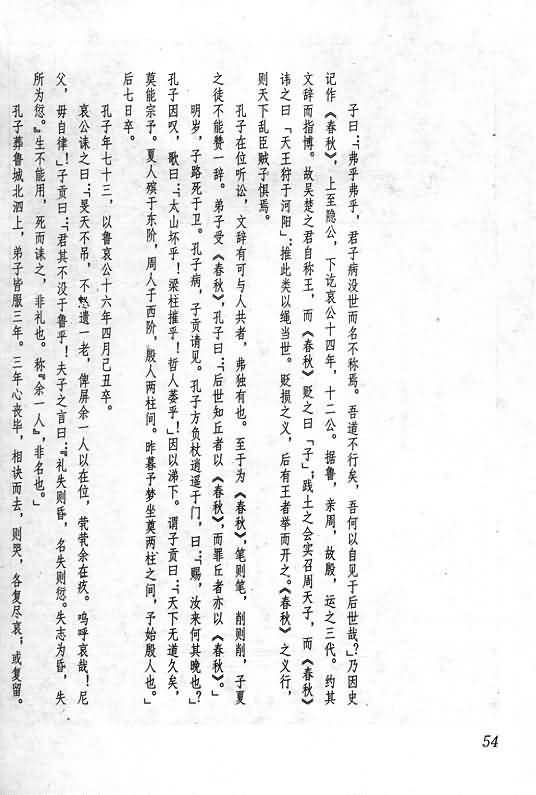 子曰:「弗乎弗乎,君子病没世而名不称焉。吾道不行矣,吾何以自见于后世哉?」乃因史
记作《春秋》,上至隐公,下讫哀公十四年,十二公。据鲁,亲周,故殷,运之三代。约其
文辞而指博。故吴楚之君自称王,而《春秋》贬之曰「子」;践土之会实召周天子,而《春秋》
讳之曰「天王狩于河阳」:推此类以绳当世。贬损之义,后有王者举而开之。《春秋》之义行,
则天下乱臣贼子惧焉。
孔子在位听讼,文辞有可与人共者,弗独有也。至于为《春秋》,笔则笔,削则削,子夏
之徒不能赞一辞。弟子受《春秋》,孔子曰:「后世知丘者以《春秋》,而罪丘者亦以《春秋》。」
明岁,子路死于卫。孔子病,子贡请见。孔子方负杖逍遥于门,曰:「赐,汝来何其晚也?」
孔子因叹,歌曰:「太山坏乎!梁柱摧乎!哲人萎乎!」因以涕下。谓子贡曰:「天下无道久矣,
莫能宗予。夏人殡于东阶,周人于西阶,殷人两柱间。昨暮予梦坐奠两柱之间,予始殷人也。」
后七日卒。
孔子年七十三,以鲁哀公十六年四月己丑卒。
哀公诔之曰:「旻天不吊,不慭遗一老,俾屏余一人以在位,茕茕余在疚。呜呼哀哉!尼
父,毋自律!」子贡曰:「君其不没于鲁乎!夫子之言曰:『礼失则昏,名失则愆。失志为昏,失
所为愆。』生不能用,死而诔之,非礼也。称『余一人』,非名也。」
孔子葬鲁城北泗上,弟子皆服三年。三年心丧毕,相诀而去,则哭,各复尽哀;或复留。
54